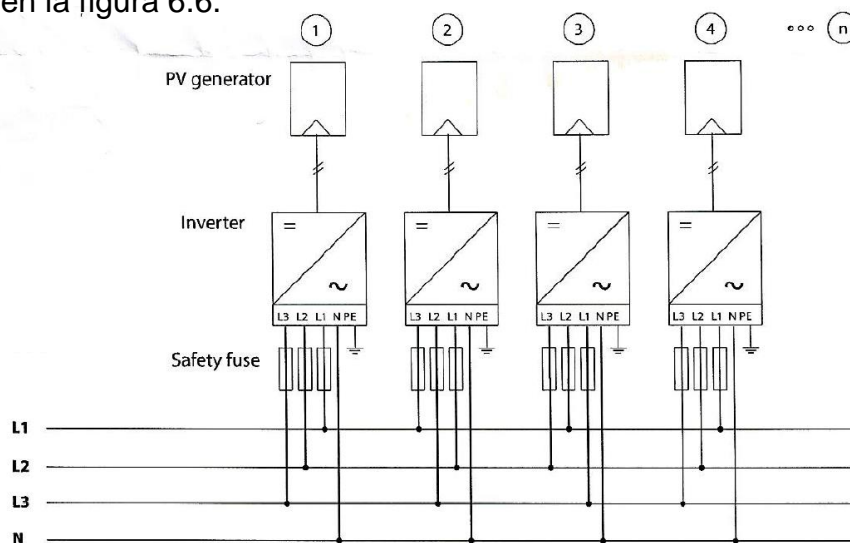 en la figura 6.6.
1 2 3 4 ... n
PV generator
Inverter
L3 L2 L1 N PE L3 L2 L1 N PE L3 L2 L1 N PE L3 L2 L1 N PE
Safety fuse
L1
L2
L3
N